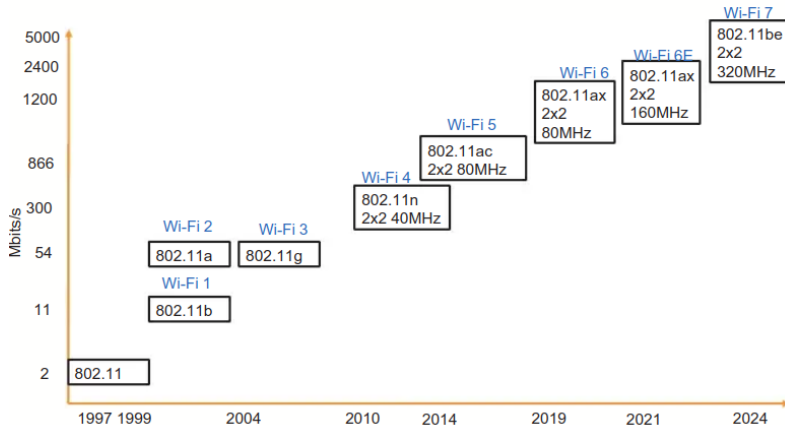 Wi-Fi 7
5000
802.11be
2x2
320MHz
Wi-Fi 6E
2400
802.11ax
2x2
160MHz
Wi-Fi 6
1200
802.11ax
2x2
80MHz
Wi-Fi 5
866
802.11ac
2x2 80MHz
Wi-Fi 4
300
802.11n
2x2 40MHz
Mbits/s
Wi-Fi 2
Wi-Fi 3
54
802.11a
802.11g
Wi-Fi 1
11
802.11b
2
802.11
1997 1999 2004 2010 2014 2019 2021 2024